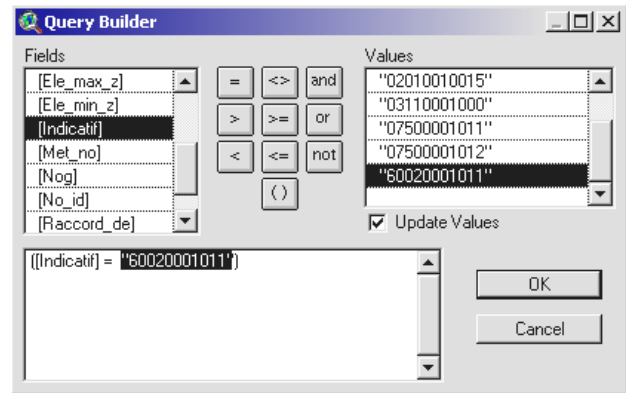 Query Builder
Fields
[Ele_max_z]
[Ele_min_z]
[Indicatif]
[Met_no]
[Nog]
[No_id]
[Raccord_de]
= <> and
> >= or
< <= not
()
Values
"02010010015"
"03110001000"
"07500001011"
"07500001012"
"60020001011"
Update Values
([Indicatif] = "60020001011")
OK
Cancel